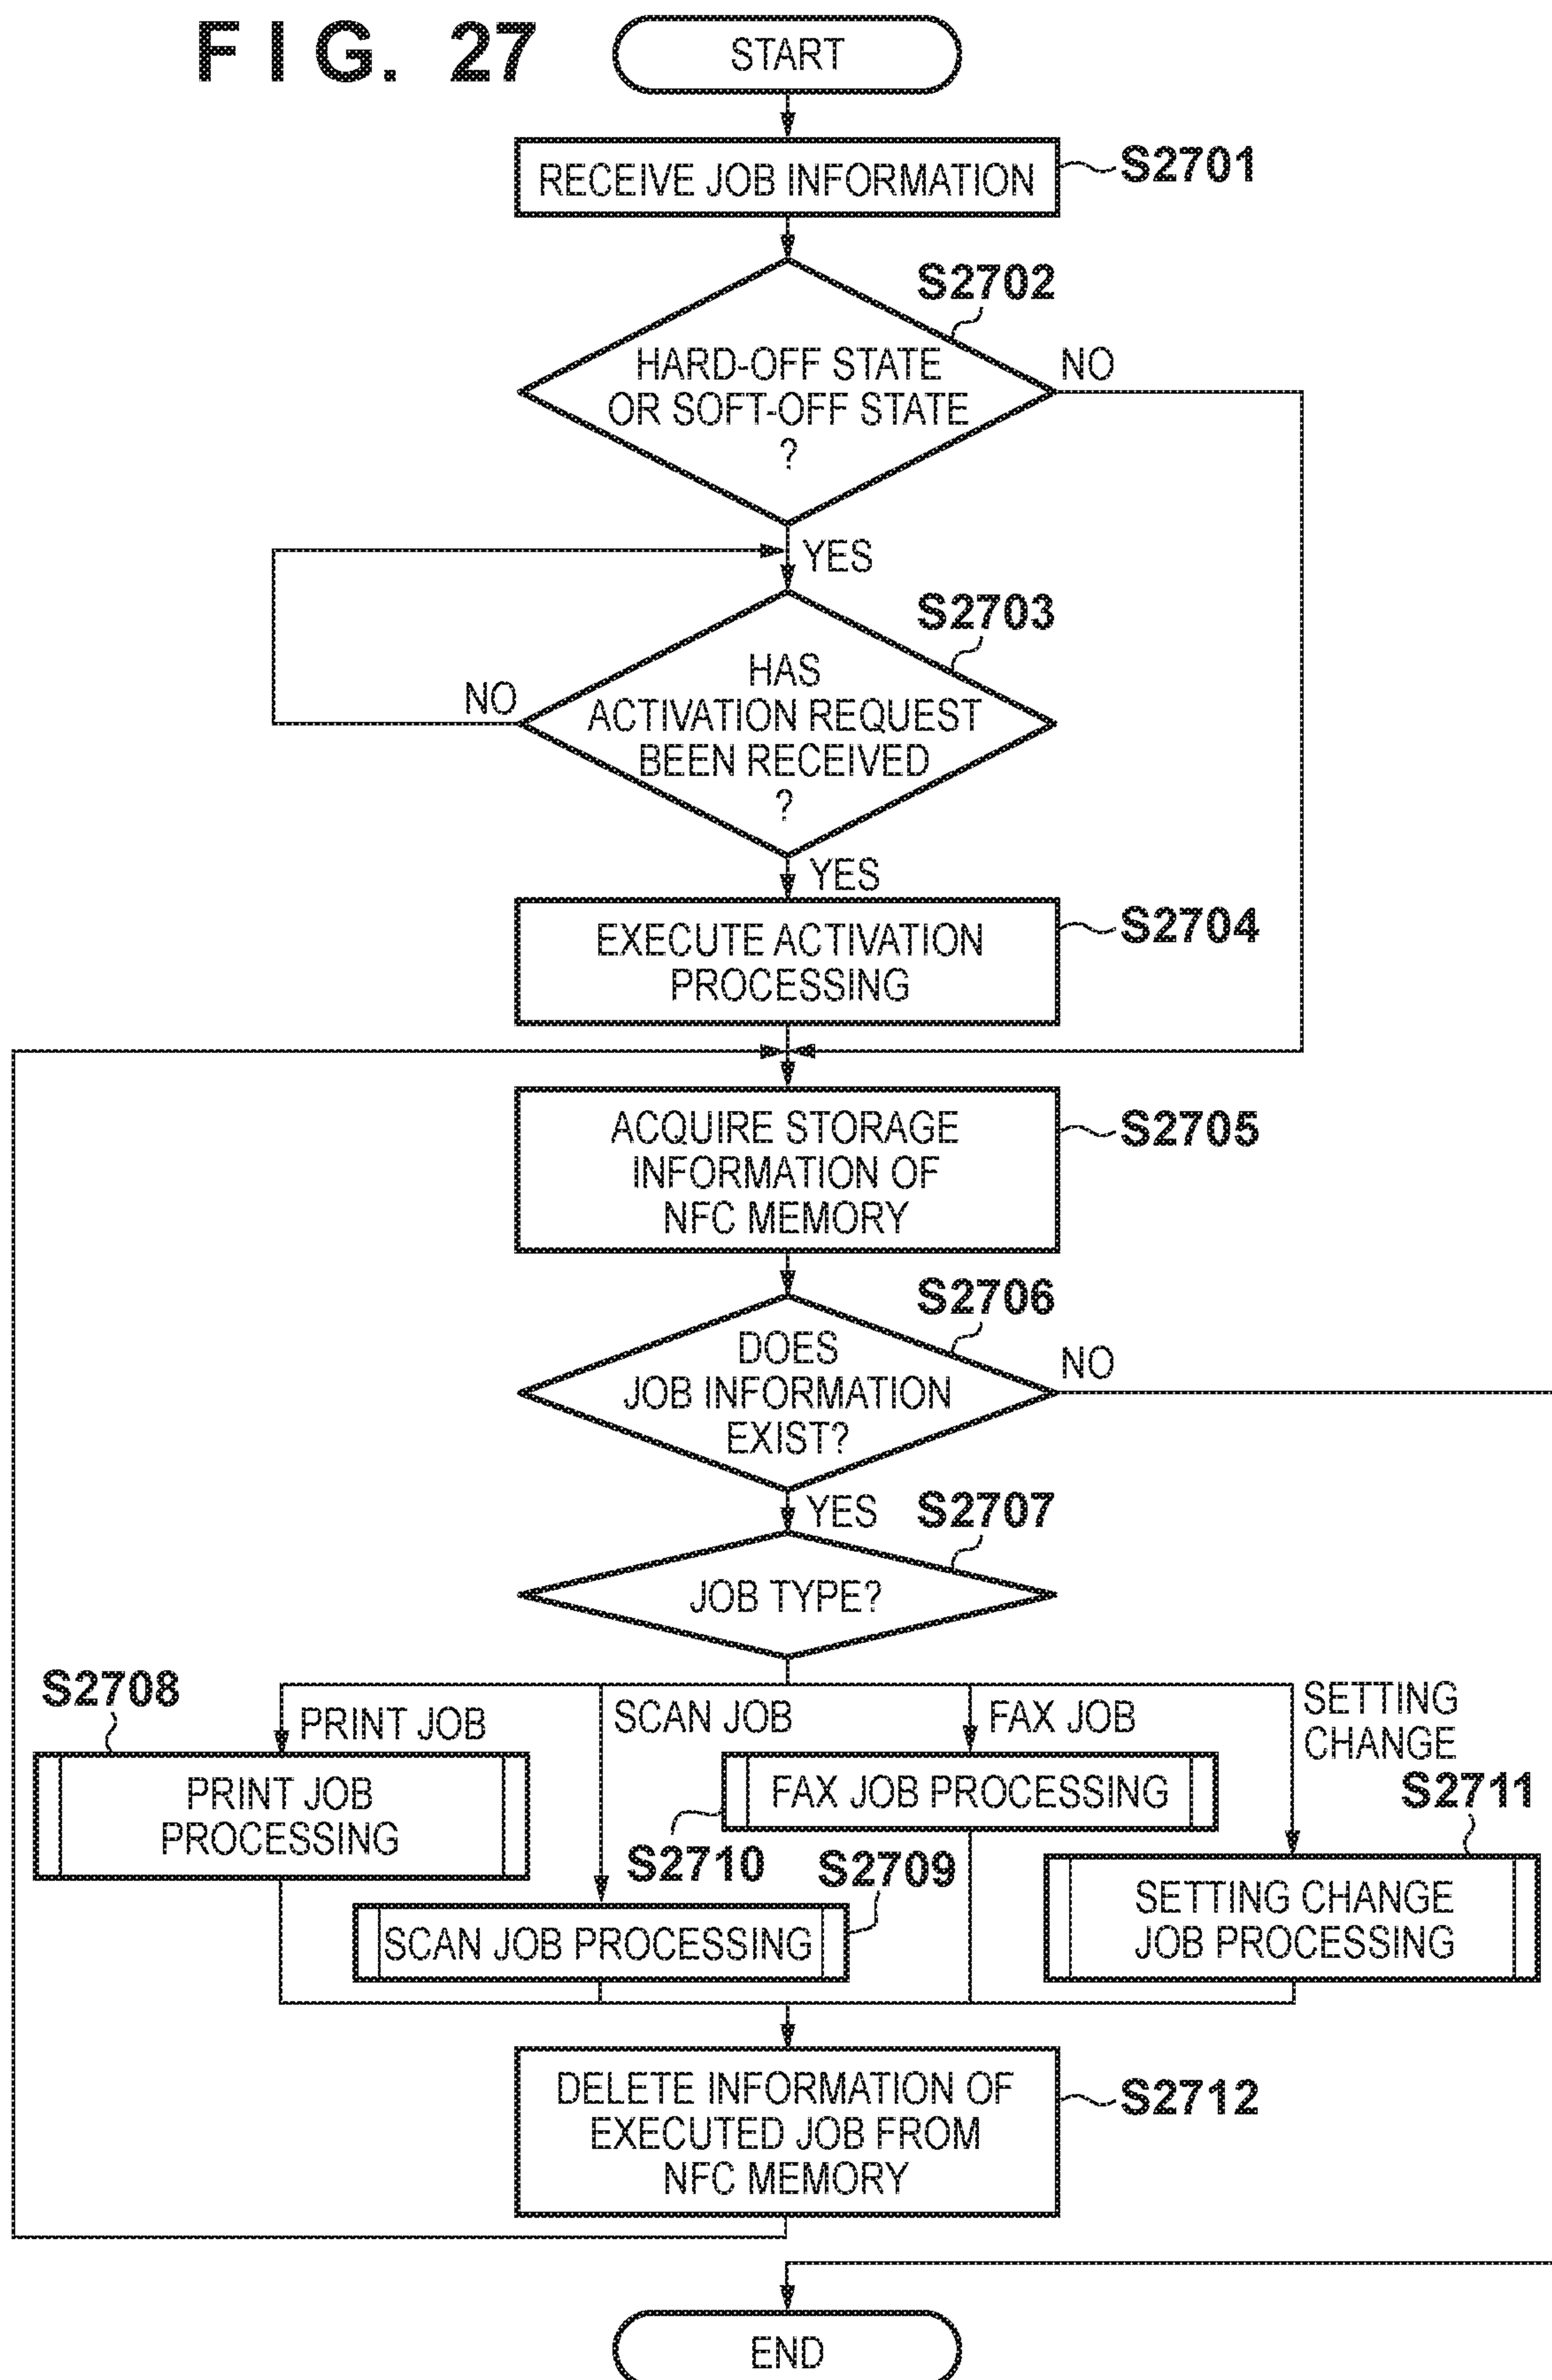 FIG. 27
START
RECEIVE JOB INFORMATION
S2701
S2702
HARD-OFF STATE
OR SOFT-OFF STATE
?
NO
YES
S2703
HAS
ACTIVATION REQUEST
BEEN RECEIVED
?
NO
YES
EXECUTE ACTIVATION
PROCESSING
S2704
ACQUIRE STORAGE
INFORMATION OF
NFC MEMORY
S2705
S2706
DOES
JOB INFORMATION
EXIST?
NO
YES
S2707
JOB TYPE?
S2708
PRINT JOB
SCAN JOB
FAX JOB
SETTING
CHANGE
PRINT JOB
PROCESSING
FAX JOB PROCESSING
S2711
S2710
S2709
SCAN JOB PROCESSING
SETTING CHANGE
JOB PROCESSING
DELETE INFORMATION OF
EXECUTED JOB FROM
NFC MEMORY
S2712
END